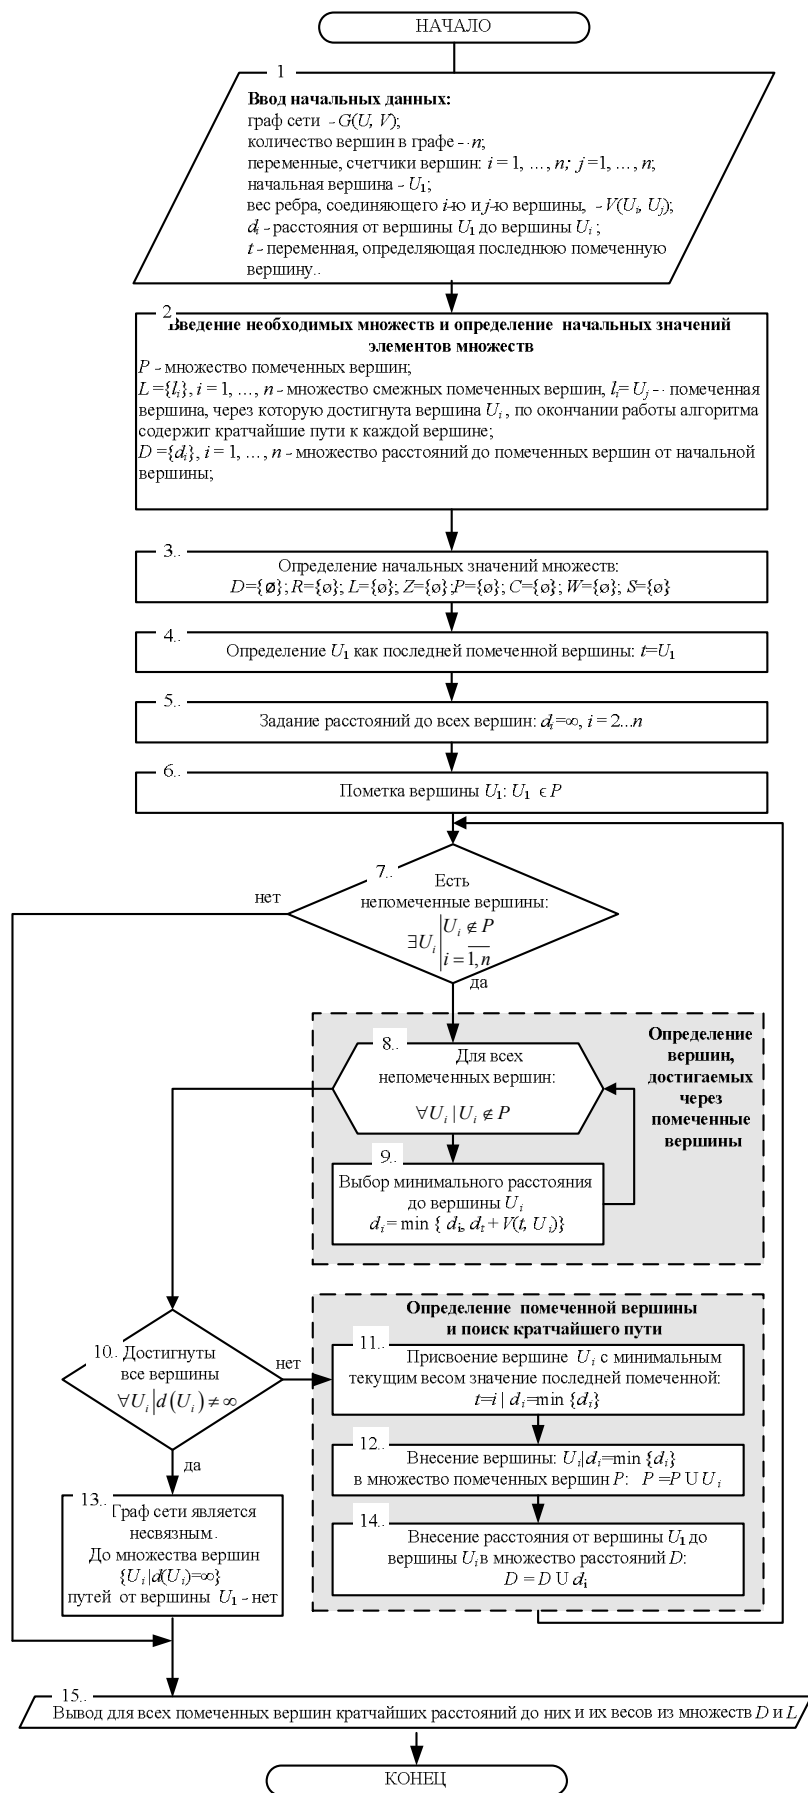 НАЧАЛО
1
Ввод начальных данных:
граф сети - G(U, V);
количество вершин в графе -- n;
переменные, счетчики вершин: i = 1, ..., n; j =1, ..., n;
начальная вершина - U1;
вес ребра, соединяющего i-ю и j-ю вершины, - V(Ui, Uj);
di - расстояния от вершины U1 до вершины Ui ;
t - переменная, определяющая последнюю помеченную
вершину..
2
Введение необходимых множеств и определение начальных значений
элементов множеств
P - множество помеченных вершин;
L ={li}, i = 1, ..., n - множество смежных помеченных вершин, li= Uj -- помеченная
вершина, через которую достигнута вершина Ui , по окончании работы алгоритма
содержит кратчайшие пути к каждой вершине;
D ={di}, i = 1, ..., n - множество расстояний до помеченных вершин от начальной
вершины;
3..
Определение начальных значений множеств:
D={ø}; R={ø}; L={ø}; Z={ø};P={ø}; C={ø}; W={ø}; S={ø}
4..
Определение U1 как последней помеченной вершины: t=U1
5..
Задание расстояний до всех вершин: di=∞, i = 2...n
6..
Пометка вершины U1: U1 ϵ P
7..
Есть
непомеченные вершины:
∃Ui | Ui ∉ P
i = 1, n
нет
да
8..
Для всех
непомеченных вершин:
∀Ui | Ui ∉ P
Определение
вершин,
достигаемых
через
помеченные
вершины
9..
Выбор минимального расстояния
до вершины Ui
di = min { di, dt + V(t, Ui)}
10.. Достигнуты
все вершины
∀Ui | d(Ui) ≠ ∞
нет
да
Определение помеченной вершины
и поиск кратчайшего пути
11..
Присвоение вершине Ui с минимальным
текущим весом значение последней помеченной:
t=i | di=min {di}
12..
Внесение вершины: Ui|di=min {di}
в множество помеченных вершин P: P =P U Ui
13..
Граф сети является
несвязным.
До множества вершин
{Ui |d(Ui)=∞}
путей от вершины U1 - нет
14..
Внесение расстояния от вершины U1 до
вершины Ui в множество расстояний D:
D = D U di
15..
Вывод для всех помеченных вершин кратчайших расстояний до них и их весов из множеств D и L
КОНЕЦ